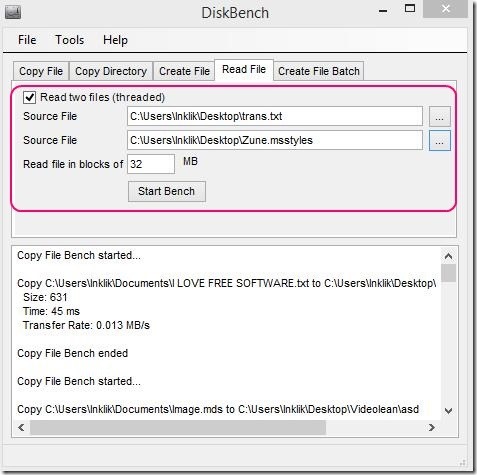 DiskBench
File Tools Help
Copy File Copy Directory Create File Read File Create File Batch
Read two files (threaded)
Source File C:\Users\Inklik\Desktop\trans.txt ...
Source File C:\Users\Inklik\Desktop\Zune.msstyles ...
Read file in blocks of 32 MB
Start Bench
Copy File Bench started...
Copy C:\Users\Inklik\Documents\I LOVE FREE SOFTWARE.txt to C:\Users\Inklik\Desktop\
Size: 631
Time: 45 ms
Transfer Rate: 0.013 MB/s
Copy File Bench ended
Copy File Bench started...
Copy C:\Users\Inklik\Documents\Image.mds to C:\Users\Inklik\Desktop\Videolean\asd